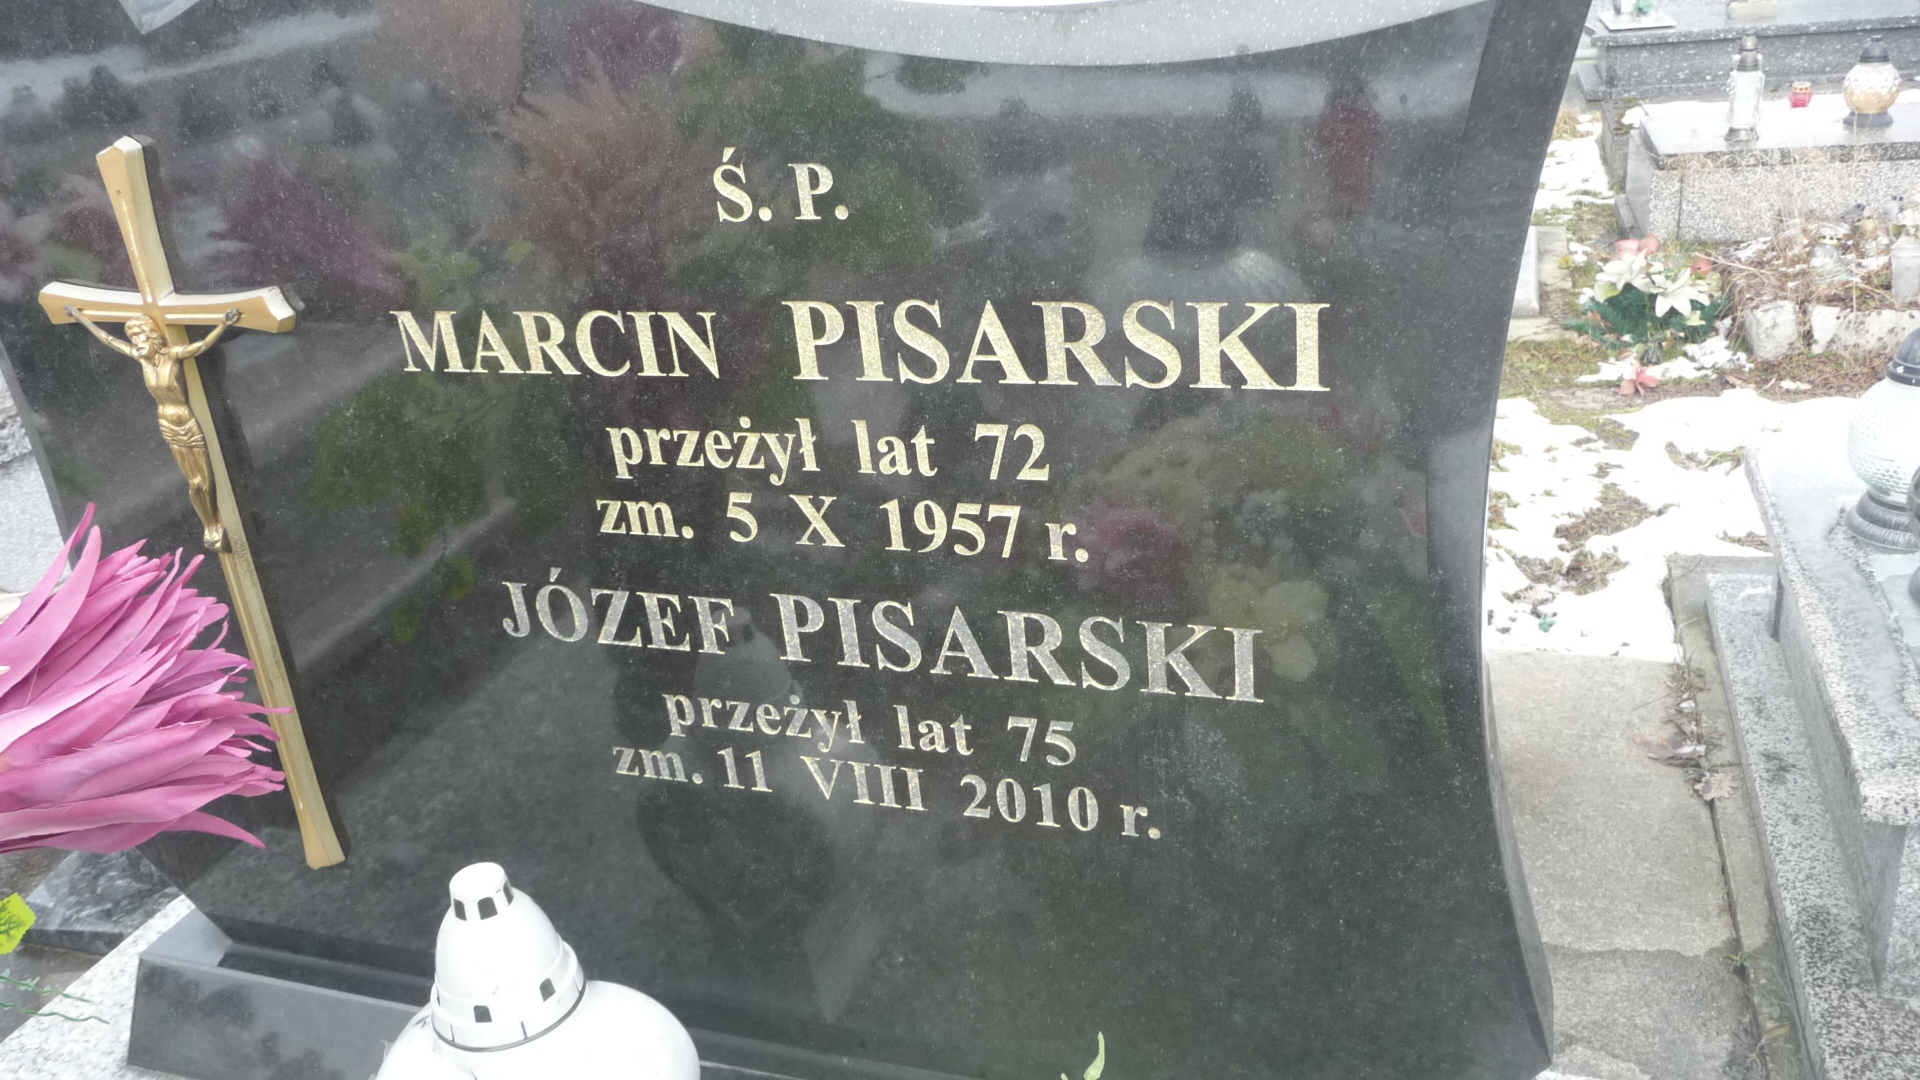 Ś. P.
MARCIN PISARSKI
przeżył lat 72
zm. 5 X 1957 r.
JÓZEF PISARSKI
przeżył lat 75
zm. 11 VIII 2010 r.